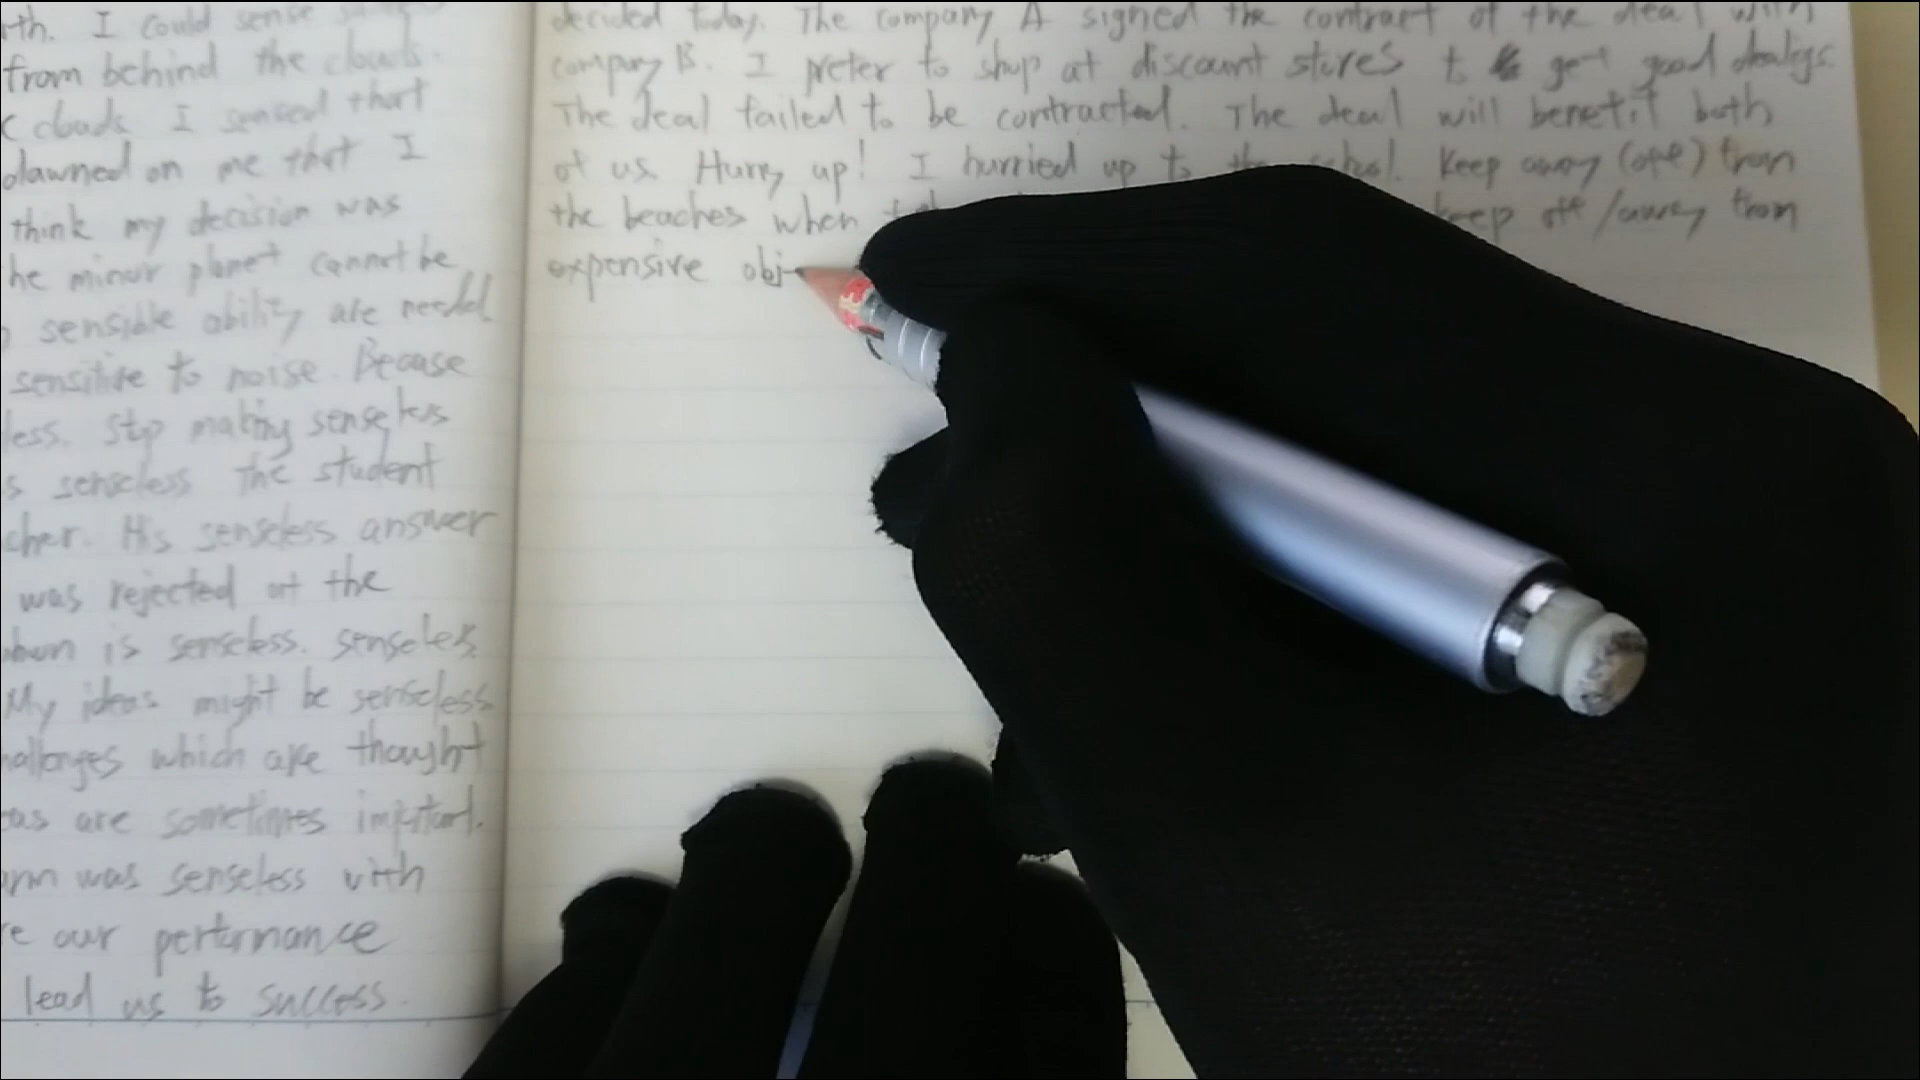 rth. I could sense
from behind the clouds.
clouds I sensed that
dawned on me that I
think my decision was
he minor planet cannot be
sensible ability are needed
sensitive to noise. Because
less. Stop making senseless
s senseless the student
cher. His senseless answer
was rejected at the
is senseless. senseless
My ideas might be senseless.
hallenges which are thought
eas are sometimes important.
arm was senseless with
e our performance
lead us to success.
decided today. The company A signed the contract of the deal with
company B. I prefer to shop at discount stores to get good dealigs.
The deal failed to be contracted. The deal will benefit both
of us. Hurry up! I hurried up to the school. Keep away (off) from
the beaches when keep off/away from
expensive obj